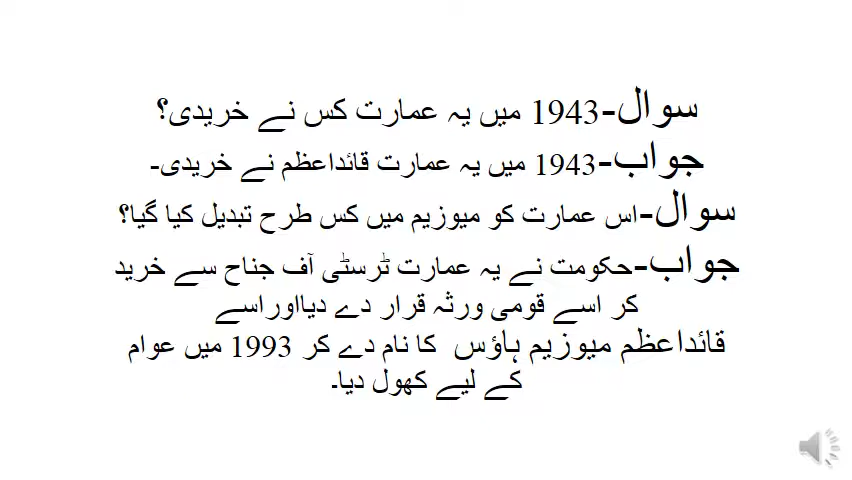 سوال-1943 میں یہ عمارت کس نے خریدی؟
جواب-1943 میں یہ عمارت قائداعظم نے خریدی-
سوال-اس عمارت کو میوزیم میں کس طرح تبدیل کیا گیا؟
جواب-حکومت نے یہ عمارت ٹرسٹی آف جناح سے خرید
کر اسے قومی ورثہ قرار دے دیااوراسے
قائداعظم میوزیم ہاؤس کا نام دے کر 1993 میں عوام
کے لیے کھول دیا۔